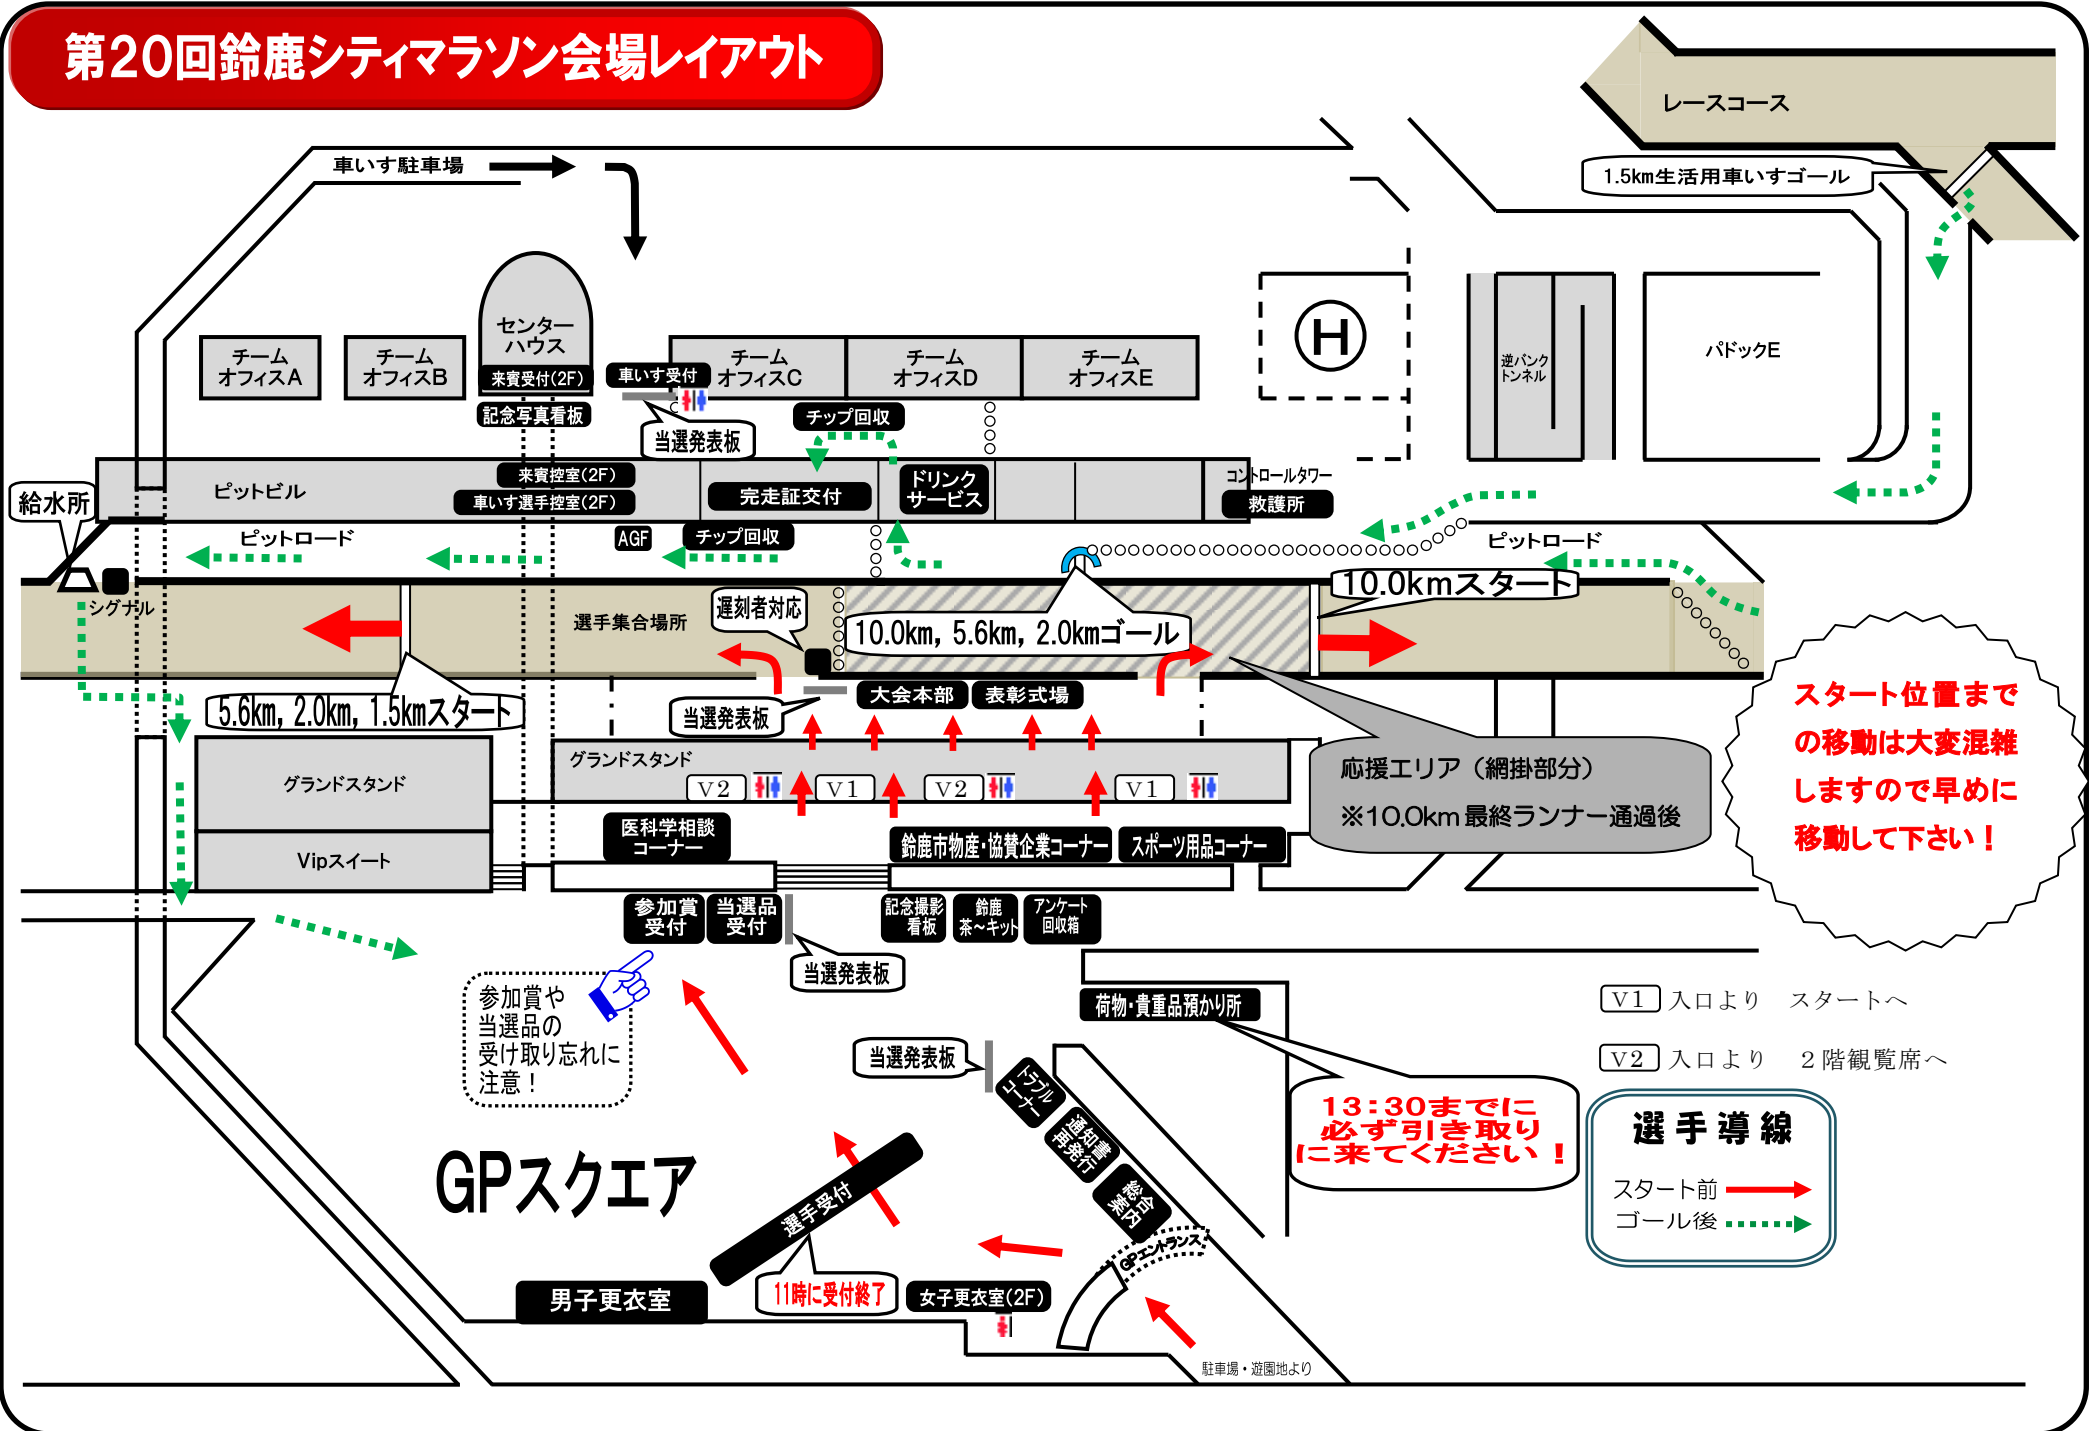 第20回鈴鹿シティマラソン会場レイアウト
レースコース
車いす駐車場
1.5km生活用車いすゴール
センター
ハウス
来賓受付(2F)
記念写真看板
チーム
オフィスA
チーム
オフィスB
車いす受付
チーム
オフィスC
チーム
オフィスD
チーム
オフィスE
H
逆バンク
トンネル
パドックE
当選発表板
チップ回収
給水所
ピットビル
来賓控室(2F)
車いす選手控室(2F)
完走証交付
ドリンク
サービス
コントロールタワー
救護所
ピットロード
AGF
チップ回収
ピットロード
シグナル
選手集合場所
遅刻者対応
10.0km, 5.6km, 2.0kmゴール
10.0kmスタート
5.6km, 2.0km, 1.5kmスタート
当選発表板
大会本部
表彰式場
グランドスタンド
グランドスタンド
V2
V1
V2
V1
応援エリア（網掛部分）
※10.0km最終ランナー通過後
スタート位置まで
の移動は大変混雑
しますので早めに
移動して下さい！
Vipスイート
医科学相談
コーナー
鈴鹿市物産・協賛企業コーナー
スポーツ用品コーナー
参加賞
受付
当選品
受付
記念撮影
看板
鈴鹿
茶～キット
アンケート
回収箱
当選発表板
参加賞や
当選品の
受け取り忘れに
注意！
荷物・貴重品預かり所
V1 入口より　スタートへ
V2 入口より　２階観覧席へ
当選発表板
トラブル
コーナー
通知書
再発行
総合
案内
13：30までに
必ず引き取り
に来てください！
選手導線
スタート前
ゴール後
GPスクエア
選手受付
GPエントランス
11時に受付終了
男子更衣室
女子更衣室(2F)
駐車場・遊園地より